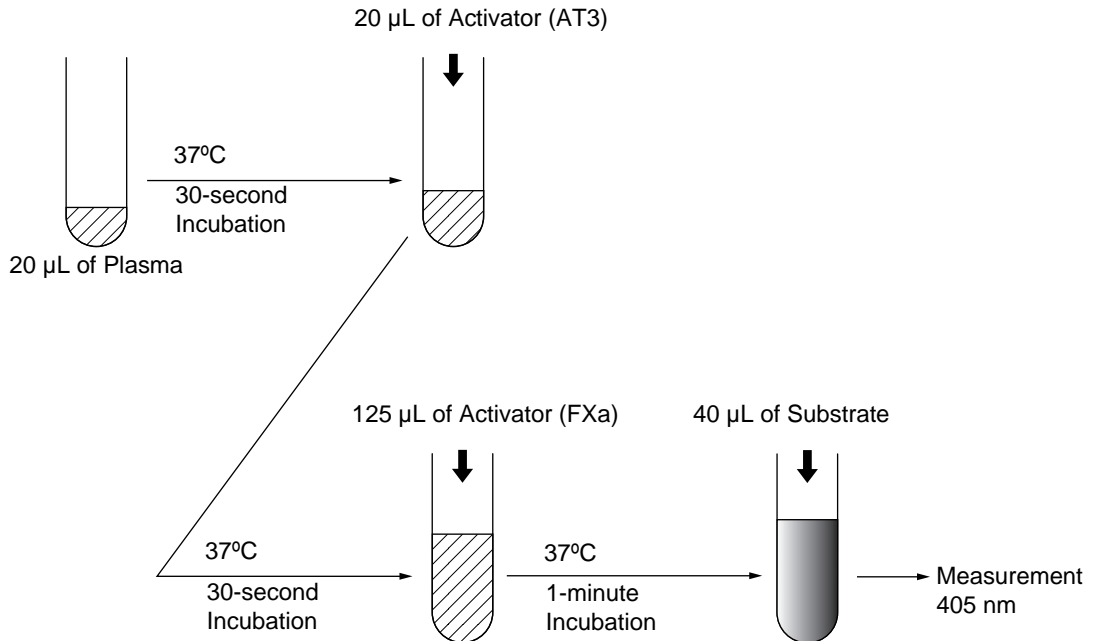 20 µL of Activator (AT3)
37ºC
30-second
Incubation
20 µL of Plasma
125 µL of Activator (FXa)
40 µL of Substrate
37ºC
30-second
Incubation
37ºC
1-minute
Incubation
Measurement
405 nm